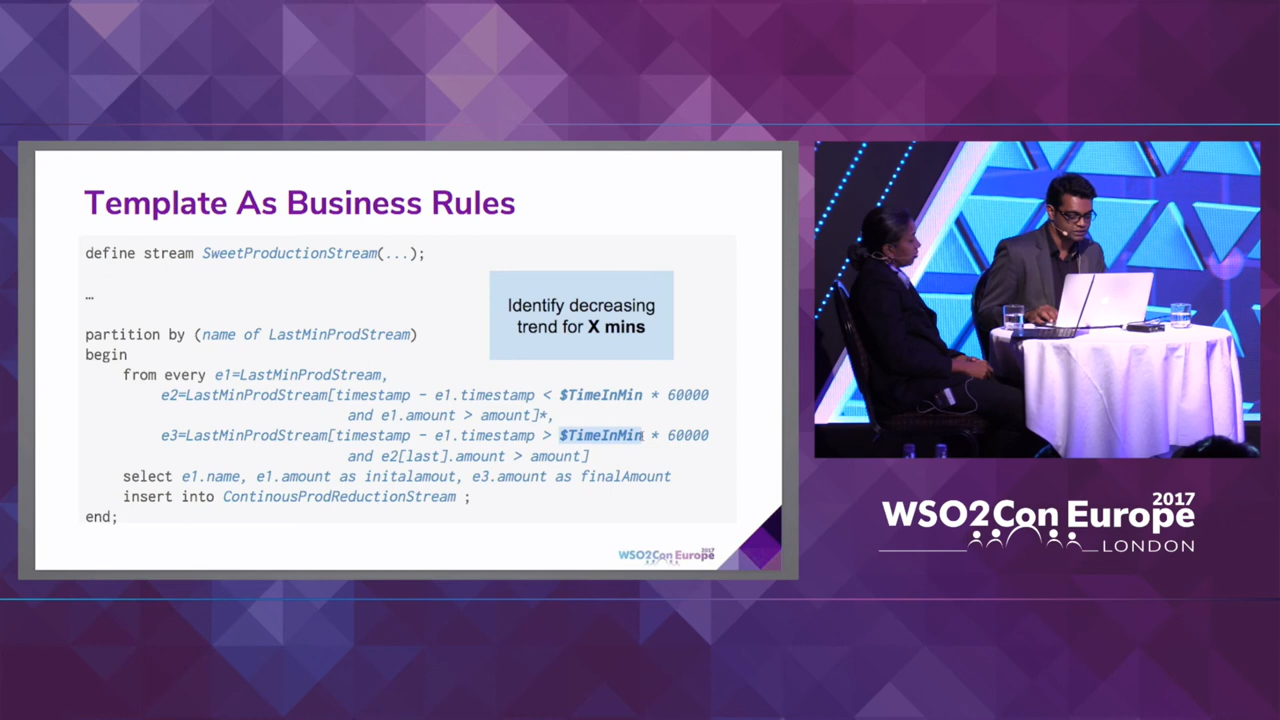 Template As Business Rules
define stream SweetProductionStream(...);
…
Identify decreasing
trend for X mins
partition by (name of LastMinProdStream)
begin
from every e1=LastMinProdStream,
e2=LastMinProdStream[timestamp - e1.timestamp < $TimeInMin * 60000
and e1.amount > amount]*,
e3=LastMinProdStream[timestamp - e1.timestamp > $TimeInMin * 60000
and e2[last].amount > amount]
select e1.name, e1.amount as initalamout, e3.amount as finalAmount
insert into ContinousProdReductionStream ;
end;
WSO2Con Europe 2017
WSO2Con Europe 2017
LONDON